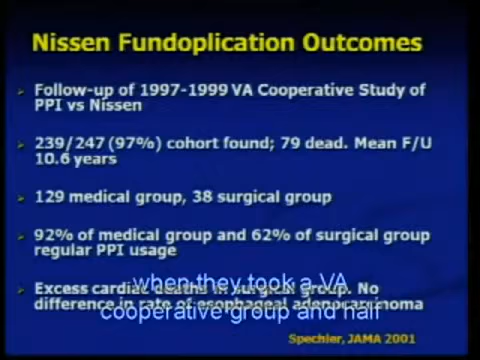 Nissen Fundoplication Outcomes
Follow-up of 1997-1999 VA Cooperative Study of
PPI vs Nissen
239/247 (97%) cohort found; 79 dead. Mean F/U
10.6 years
129 medical group, 38 surgical group
92% of medical group and 62% of surgical group
regular PPI usage
Excess cardiac deaths in surgical group. No
difference in rate of esophageal adenocarcinoma
when they took a VA
cooperative group and half
Spechler, JAMA 2001